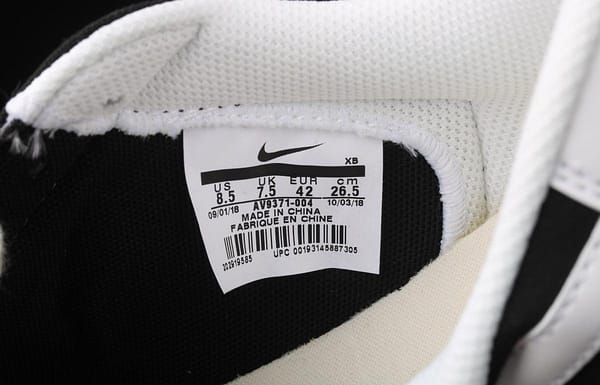 XB
US UK EUR cm
8.5 7.5 42 26.5
09/01/18 AV9371-004 10/03/18
MADE IN CHINA
FABRIQUE EN CHINE
202919585 UPC 00193145887305